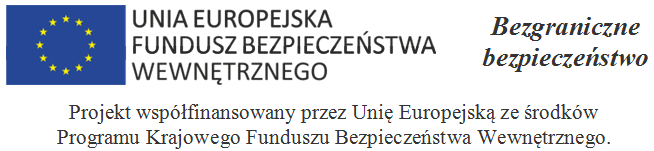 UNIA EUROPEJSKA
FUNDUSZ BEZPIECZEŃSTWA
WEWNĘTRZNEGO
Bezgraniczne
bezpieczeństwo
Projekt współfinansowany przez Unię Europejską ze środków
Programu Krajowego Funduszu Bezpieczeństwa Wewnętrznego.